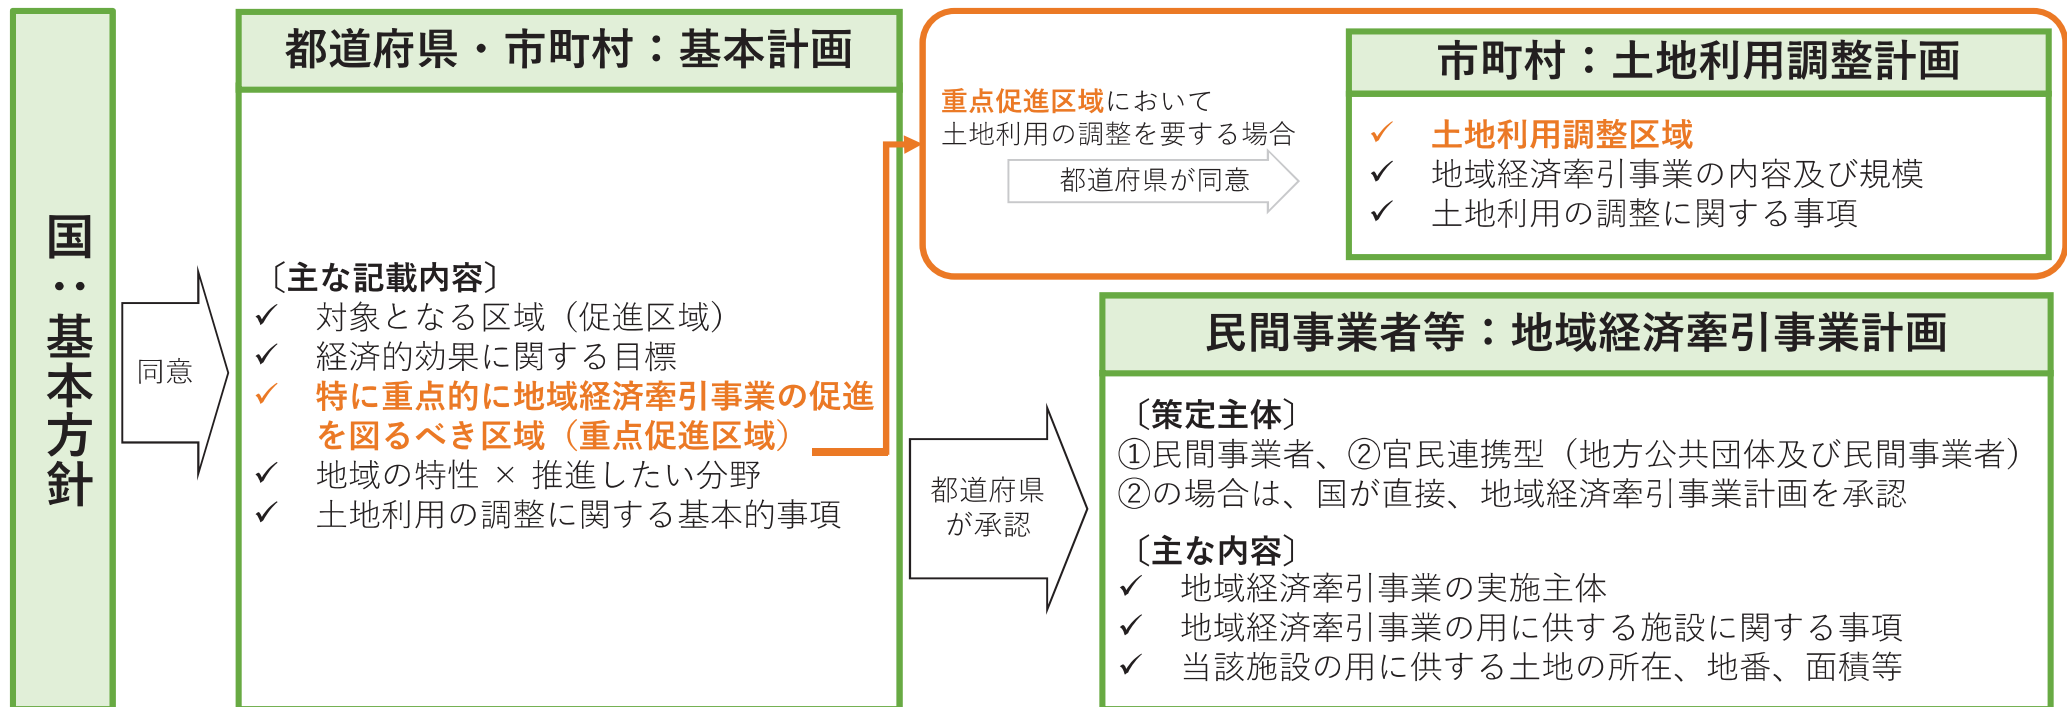 国：基本方針
同意
都道府県・市町村：基本計画
〔主な記載内容〕
✓ 対象となる区域（促進区域）
✓ 経済的効果に関する目標
✓ 特に重点的に地域経済牽引事業の促進
を図るべき区域（重点促進区域）
✓ 地域の特性 × 推進したい分野
✓ 土地利用の調整に関する基本的事項
重点促進区域において
土地利用の調整を要する場合
都道府県が同意
市町村：土地利用調整計画
✓ 土地利用調整区域
✓ 地域経済牽引事業の内容及び規模
✓ 土地利用の調整に関する事項
都道府県
が承認
民間事業者等：地域経済牽引事業計画
〔策定主体〕
①民間事業者、②官民連携型（地方公共団体及び民間事業者）
②の場合は、国が直接、地域経済牽引事業計画を承認
〔主な内容〕
✓ 地域経済牽引事業の実施主体
✓ 地域経済牽引事業の用に供する施設に関する事項
✓ 当該施設の用に供する土地の所在、地番、面積等